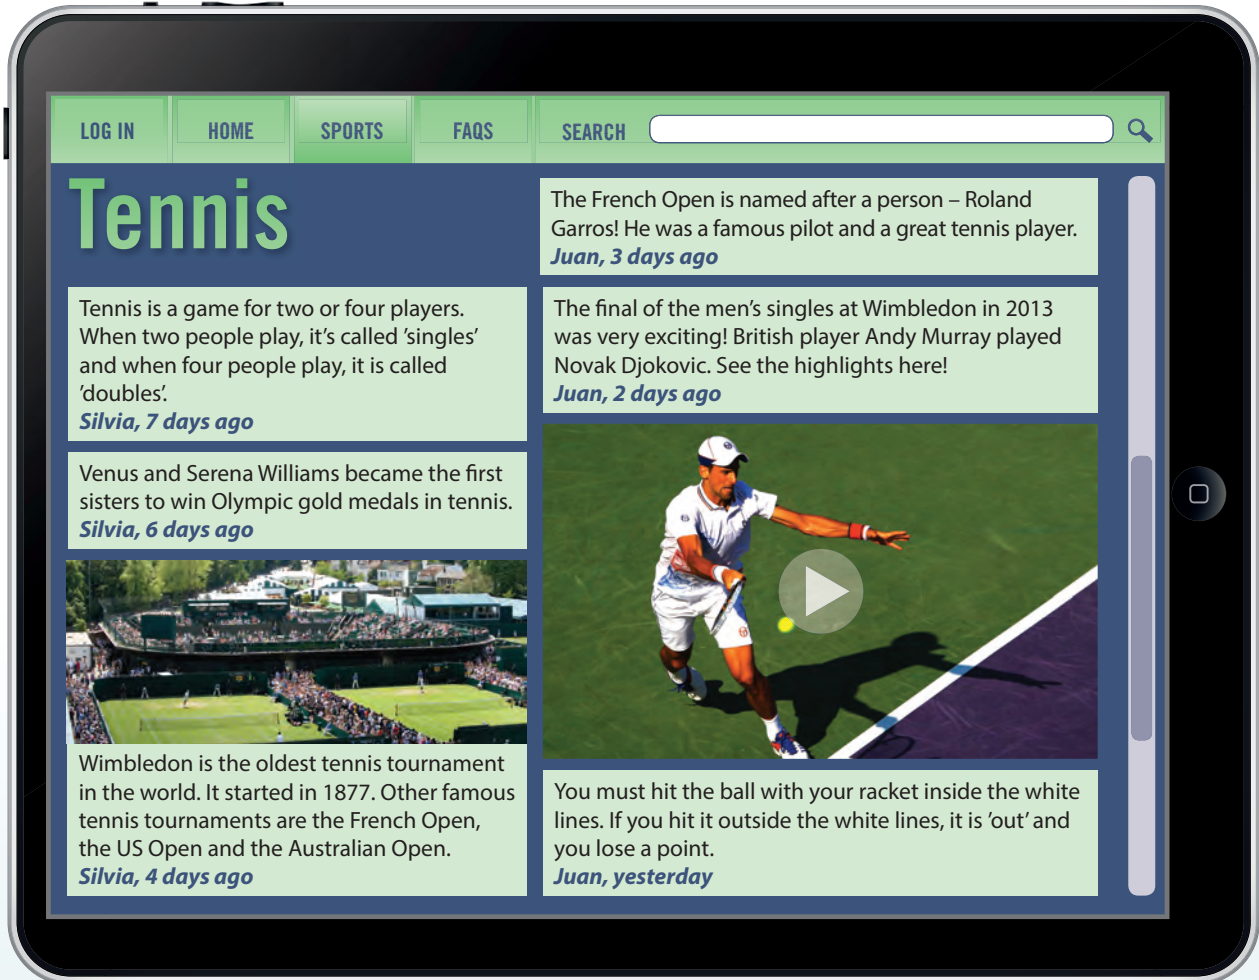 LOG IN
HOME
SPORTS
FAQS
SEARCH
Tennis
Tennis is a game for two or four players.
When two people play, it’s called ’singles’
and when four people play, it is called
’doubles’.
Silvia, 7 days ago
Venus and Serena Williams became the first
sisters to win Olympic gold medals in tennis.
Silvia, 6 days ago
Wimbledon is the oldest tennis tournament
in the world. It started in 1877. Other famous
tennis tournaments are the French Open,
the US Open and the Australian Open.
Silvia, 4 days ago
The French Open is named after a person – Roland
Garros! He was a famous pilot and a great tennis player.
Juan, 3 days ago
The final of the men’s singles at Wimbledon in 2013
was very exciting! British player Andy Murray played
Novak Djokovic. See the highlights here!
Juan, 2 days ago
You must hit the ball with your racket inside the white
lines. If you hit it outside the white lines, it is ’out’ and
you lose a point.
Juan, yesterday